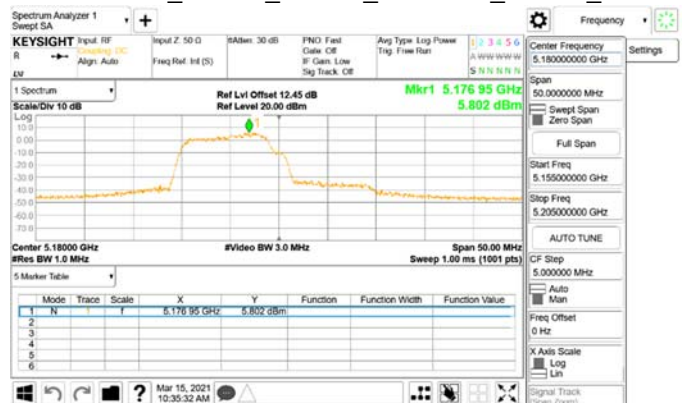 Spectrum Analyzer 1
Swept SA
+
Frequency
KEYSIGHT
Input: RF
Coupling: DC
Align: Auto
Input Z: 50 Ω
Freq Ref: Int (S)
#Atten: 30 dB
PNO: Fast
Gate: Off
IF Gain: Low
Sig Track: Off
Avg Type: Log-Power
Trig: Free Run
1 2 3 4 5 6
A W W W W W
S N N N N N
R
LXI
Center Frequency
5.180000000 GHz
Settings
Span
50.0000000 MHz
Swept Span
Zero Span
Full Span
Start Freq
5.155000000 GHz
Stop Freq
5.205000000 GHz
AUTO TUNE
CF Step
5.000000 MHz
Auto
Man
Freq Offset
0 Hz
X Axis Scale
Log
Lin
Signal Track
(Span Zoom)
1 Spectrum
Scale/Div 10 dB
Ref Lvl Offset 12.45 dB
Ref Level 20.00 dBm
Mkr1 5.176 95 GHz
5.802 dBm
Log
10.0
0.00
-10.0
-20.0
-30.0
-40.0
-50.0
-60.0
-70.0
1
Center 5.18000 GHz
#Res BW 1.0 MHz
#Video BW 3.0 MHz
Span 50.00 MHz
Sweep 1.00 ms (1001 pts)
5 Marker Table
Mode Trace Scale X Y Function Function Width Function Value
1 N 1 f 5.176 95 GHz 5.802 dBm
2
3
4
5
6
?
Mar 15, 2021
10:35:32 AM